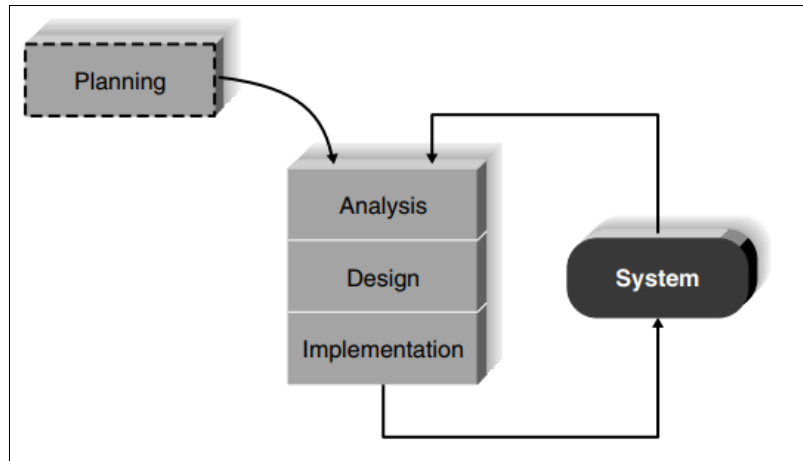 Planning
Analysis
Design
System
Implementation